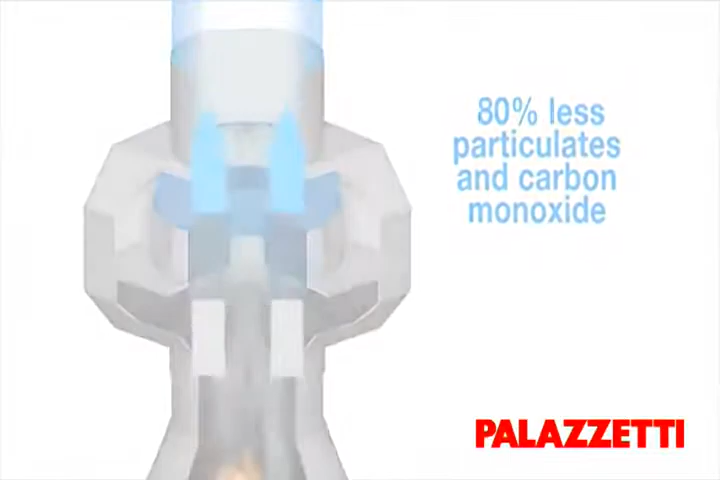 80% less
particulates
and carbon
monoxide
PALAZZETTI